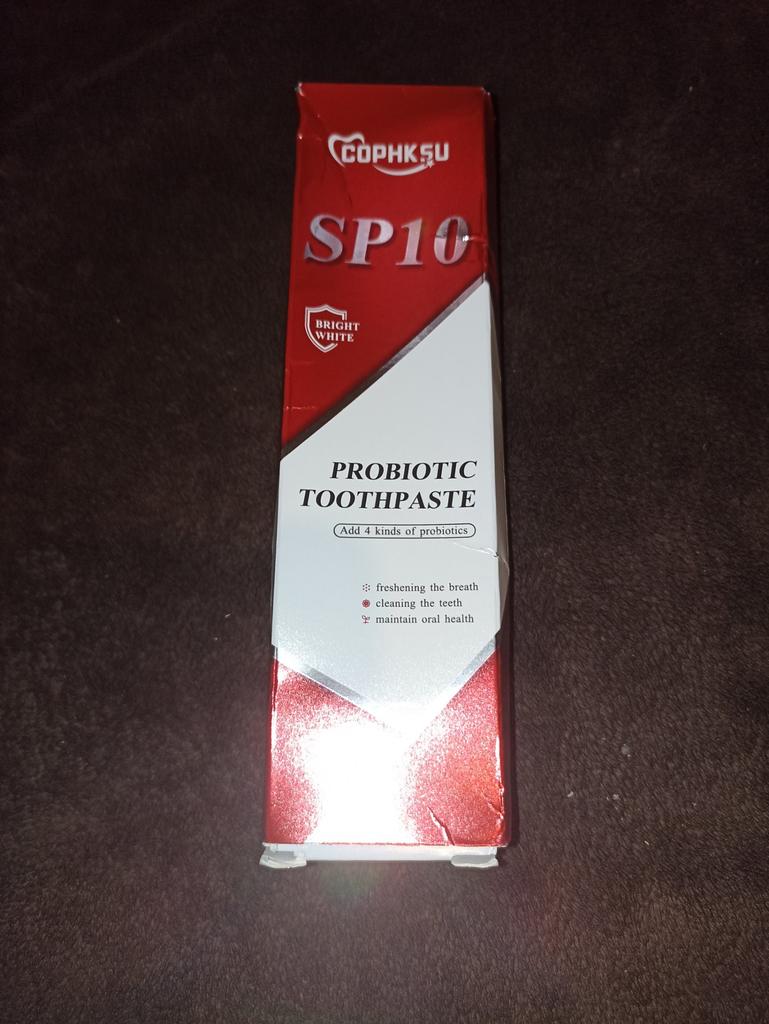 COPHKSU
SP10
BRIGHT
WHITE
PROBIOTIC
TOOTHPASTE
Add 4 kinds of probiotics
freshening the breath
cleaning the teeth
maintain oral health